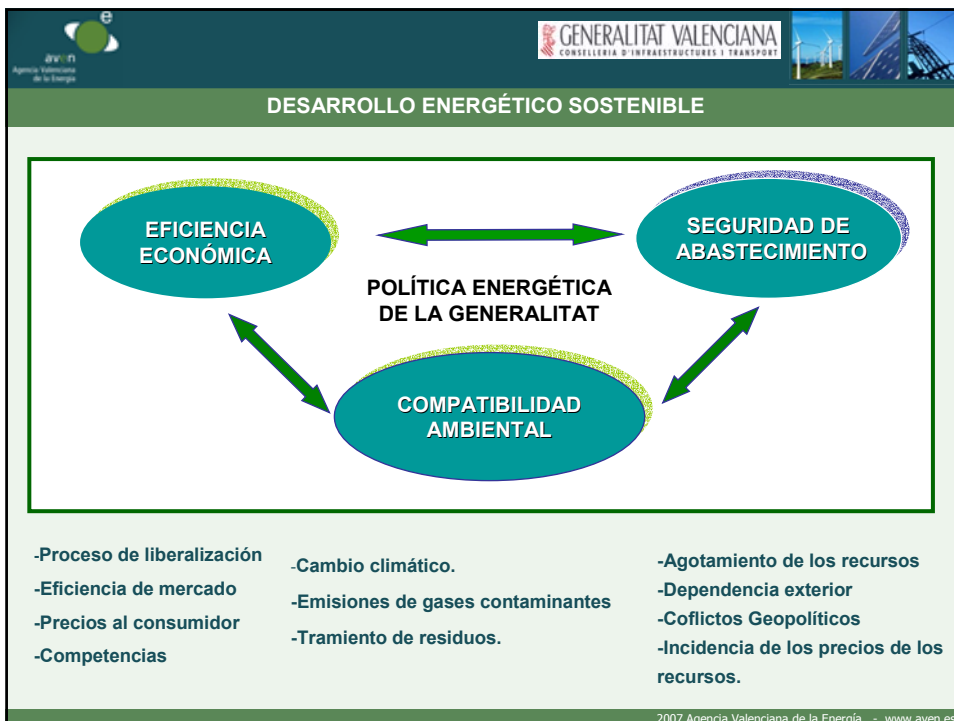 e
aven
Agencia Valenciana
de la Energía
GENERALITAT VALENCIANA
CONSELLERIA D'INFRAESTRUCTURES I TRANSPORT
DESARROLLO ENERGÉTICO SOSTENIBLE
EFICIENCIA
ECONÓMICA
SEGURIDAD DE
ABASTECIMIENTO
POLÍTICA ENERGÉTICA
DE LA GENERALITAT
COMPATIBILIDAD
AMBIENTAL
-Proceso de liberalización
-Eficiencia de mercado
-Precios al consumidor
-Competencias
-Cambio climático.
-Emisiones de gases contaminantes
-Tramiento de residuos.
-Agotamiento de los recursos
-Dependencia exterior
-Coflictos Geopolíticos
-Incidencia de los precios de los
recursos.
2007 Agencia Valenciana de la Energía - www.aven.es